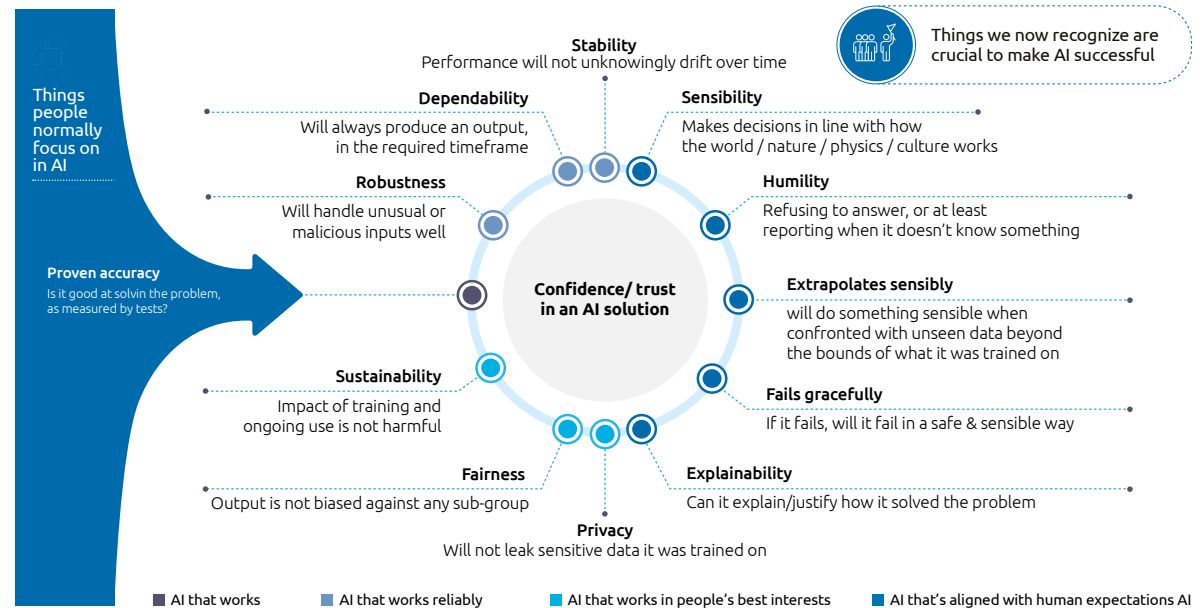 Things
people
normally
focus on
in AI
Proven accuracy
Is it good at solvin the problem,
as measured by tests?
Things we now recognize are
crucial to make AI successful
Stability
Performance will not unknowingly drift over time
Dependability
Will always produce an output,
in the required timeframe
Robustness
Will handle unusual or
malicious inputs well
Sustainability
Impact of training and
ongoing use is not harmful
Fairness
Output is not biased against any sub-group
Privacy
Will not leak sensitive data it was trained on
Confidence/ trust
in an AI solution
Sensibility
Makes decisions in line with how
the world / nature / physics / culture works
Humility
Refusing to answer, or at least
reporting when it doesn’t know something
Extrapolates sensibly
will do something sensible when
confronted with unseen data beyond
the bounds of what it was trained on
Fails gracefully
If it fails, will it fail in a safe & sensible way
Explainability
Can it explain/justify how it solved the problem
AI that works
AI that works reliably
AI that works in people’s best interests
AI that’s aligned with human expectations AI